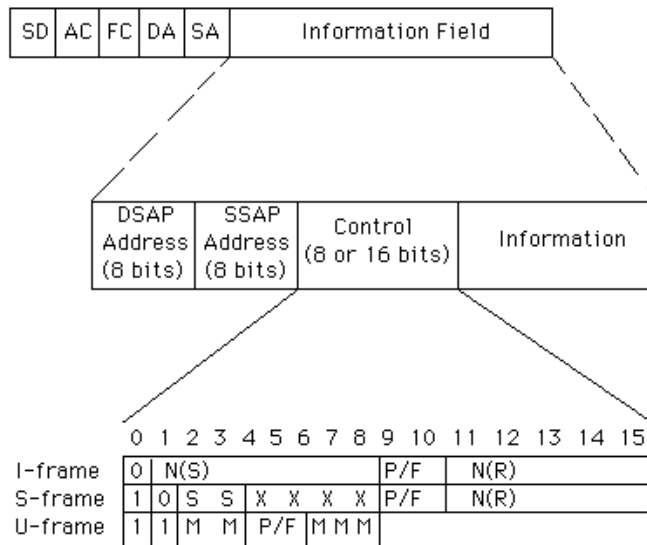 SD AC FC DA SA Information Field
DSAP Address (8 bits)
SSAP Address (8 bits)
Control (8 or 16 bits)
Information
0 1 2 3 4 5 6 7 8 9 10 11 12 13 14 15
I-frame 0 N(S) P/F N(R)
S-frame 1 0 S S X X X X P/F N(R)
U-frame 1 1 M M P/F M M M